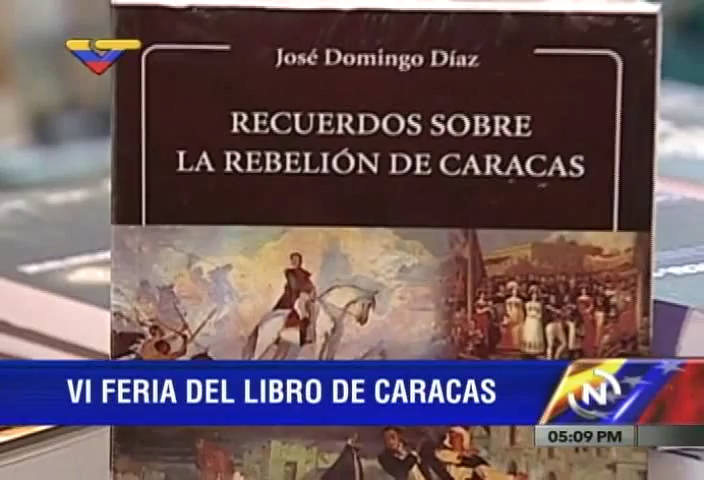 José Domingo Díaz
RECUERDOS SOBRE
LA REBELIÓN DE CARACAS
VI FERIA DEL LIBRO DE CARACAS
N
05:09 PM